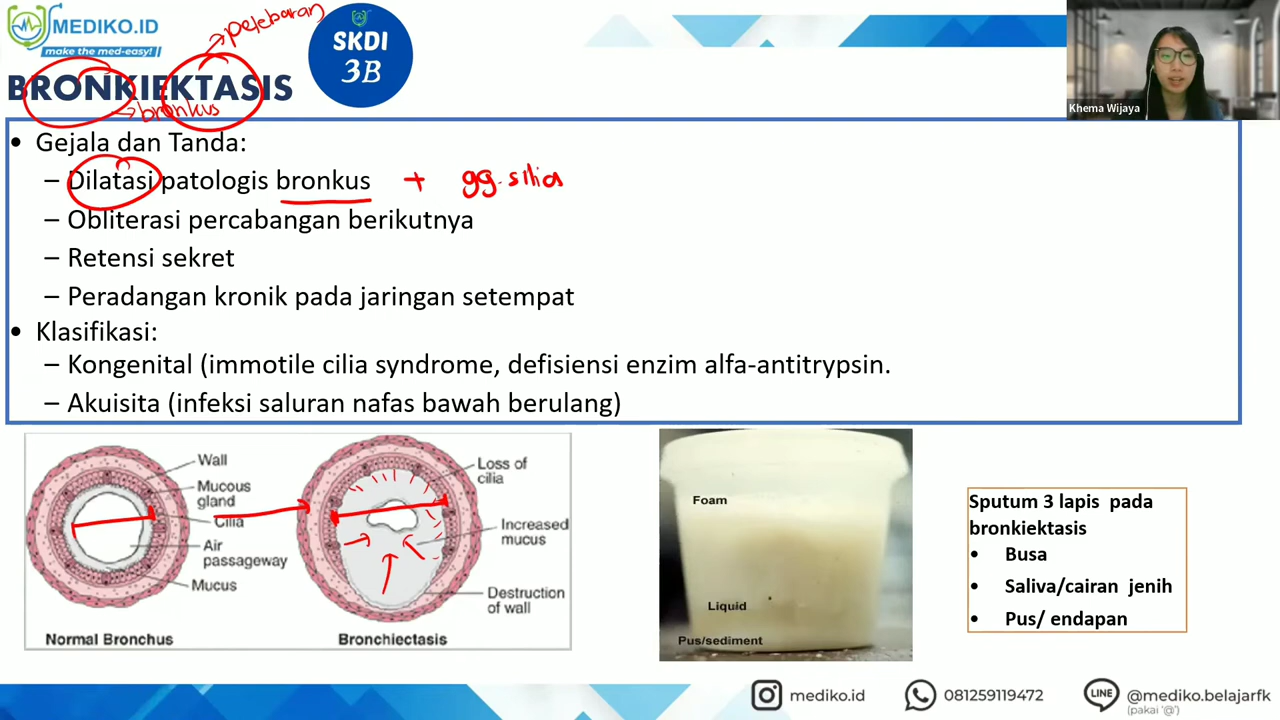 MEDIKO.ID
make the med-easy!
pelebaran
SKDI
3B
BRONKIEKTASIS
bronkus
Khema Wijaya
• Gejala dan Tanda:
– Dilatasi patologis bronkus + gg. silia
– Obliterasi percabangan berikutnya
– Retensi sekret
– Peradangan kronik pada jaringan setempat
• Klasifikasi:
– Kongenital (immotile cilia syndrome, defisiensi enzim alfa-antitrypsin.
– Akuisita (infeksi saluran nafas bawah berulang)
Wall
Mucous
gland
Cilia
Air
passageway
Mucus
Normal Bronchus
Loss of
cilia
Increased
mucus
Destruction
of wall
Bronchiectasis
Foam
Liquid
Pus/sediment
Sputum 3 lapis pada
bronkiektasis
• Busa
• Saliva/cairan jenih
• Pus/ endapan
mediko.id
081259119472
LINE
@mediko.belajarfk
(pakai '@')